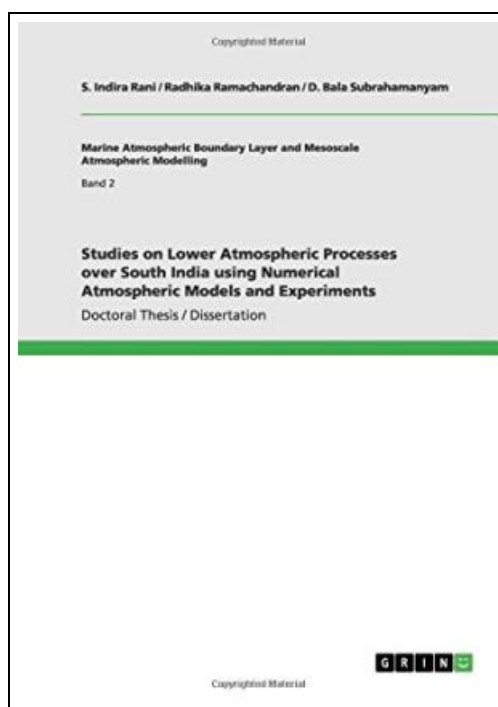 Copyrighted Material
S. Indira Rani / Radhika Ramachandran / D. Bala Subrahamanyam
Marine Atmospheric Boundary Layer and Mesoscale
Atmospheric Modelling
Band 2
Studies on Lower Atmospheric Processes
over South India using Numerical
Atmospheric Models and Experiments
Doctoral Thesis / Dissertation
GRIN
Copyrighted Material